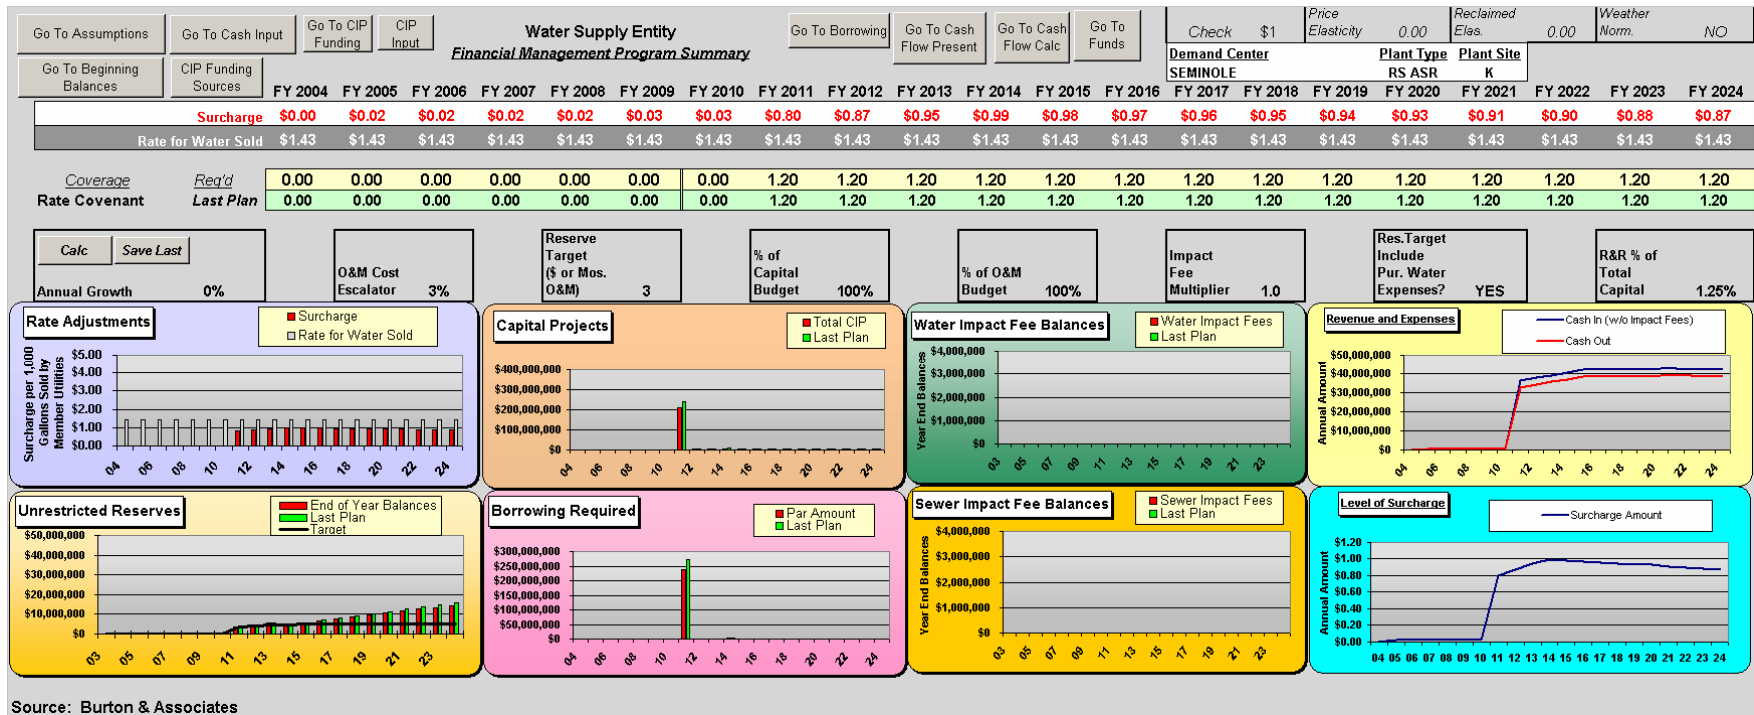 Go To Assumptions
Go To Cash Input
Go To CIP Funding
CIP Input
Water Supply Entity
Financial Management Program Summary
Go To Borrowing
Go To Cash Flow Present
Go To Cash Flow Calc
Go To Funds
Check $1
Price Elasticity 0.00
Reclaimed Elas. 0.00
Weather Norm. NO
Go To Beginning Balances
CIP Funding Sources
Demand Center Plant Type Plant Site
SEMINOLE RS ASR K
FY 2004 FY 2005 FY 2006 FY 2007 FY 2008 FY 2009 FY 2010 FY 2011 FY 2012 FY 2013 FY 2014 FY 2015 FY 2016 FY 2017 FY 2018 FY 2019 FY 2020 FY 2021 FY 2022 FY 2023 FY 2024
Surcharge $0.00 $0.02 $0.02 $0.02 $0.02 $0.03 $0.03 $0.80 $0.87 $0.95 $0.99 $0.98 $0.97 $0.96 $0.95 $0.94 $0.93 $0.91 $0.90 $0.88 $0.87
Rate for Water Sold $1.43 $1.43 $1.43 $1.43 $1.43 $1.43 $1.43 $1.43 $1.43 $1.43 $1.43 $1.43 $1.43 $1.43 $1.43 $1.43 $1.43 $1.43 $1.43 $1.43 $1.43
Coverage Req'd 0.00 0.00 0.00 0.00 0.00 0.00 0.00 1.20 1.20 1.20 1.20 1.20 1.20 1.20 1.20 1.20 1.20 1.20 1.20 1.20 1.20
Rate Covenant Last Plan 0.00 0.00 0.00 0.00 0.00 0.00 0.00 1.20 1.20 1.20 1.20 1.20 1.20 1.20 1.20 1.20 1.20 1.20 1.20 1.20 1.20
Calc
Save Last
Annual Growth 0%
O&M Cost
Escalator 3%
Reserve
Target
($ or Mos.
O&M) 3
% of
Capital
Budget 100%
% of O&M
Budget 100%
Impact
Fee
Multiplier 1.0
Res.Target
Include
Pur. Water
Expenses? YES
R&R % of
Total
Capital 1.25%
Rate Adjustments
Surcharge
Rate for Water Sold
Surcharge per 1,000
Gallons Sold by
Member Utilities
$5.00
$4.00
$3.00
$2.00
$1.00
$0.00
04 06 08 10 12 14 16 18 20 22 24
Capital Projects
Total CIP
Last Plan
$400,000,000
$300,000,000
$200,000,000
$100,000,000
$0
04 06 08 10 12 14 16 18 20 22 24
Water Impact Fee Balances
Water Impact Fees
Last Plan
Year End Balances
$4,000,000
$3,000,000
$2,000,000
$1,000,000
$0
03 05 07 09 11 13 15 17 19 21 23
Revenue and Expenses
Cash In (w/o Impact Fees)
Cash Out
Annual Amount
$50,000,000
$40,000,000
$30,000,000
$20,000,000
$10,000,000
$0
04 06 08 10 12 14 16 18 20 22 24
Unrestricted Reserves
End of Year Balances
Last Plan
Target
$50,000,000
$40,000,000
$30,000,000
$20,000,000
$10,000,000
$0
03 05 07 09 11 13 15 17 19 21 23
Borrowing Required
Par Amount
Last Plan
$300,000,000
$250,000,000
$200,000,000
$150,000,000
$100,000,000
$50,000,000
$0
04 06 08 10 12 14 16 18 20 22 24
Sewer Impact Fee Balances
Sewer Impact Fees
Last Plan
Year End Balances
$4,000,000
$3,000,000
$2,000,000
$1,000,000
$0
03 05 07 09 11 13 15 17 19 21 23
Level of Surcharge
Surcharge Amount
Annual Amount
$1.20
$1.00
$0.80
$0.60
$0.40
$0.20
$0.00
04 05 06 07 08 09 10 11 12 13 14 15 16 17 18 19 20 21 22 23 24
Source: Burton & Associates